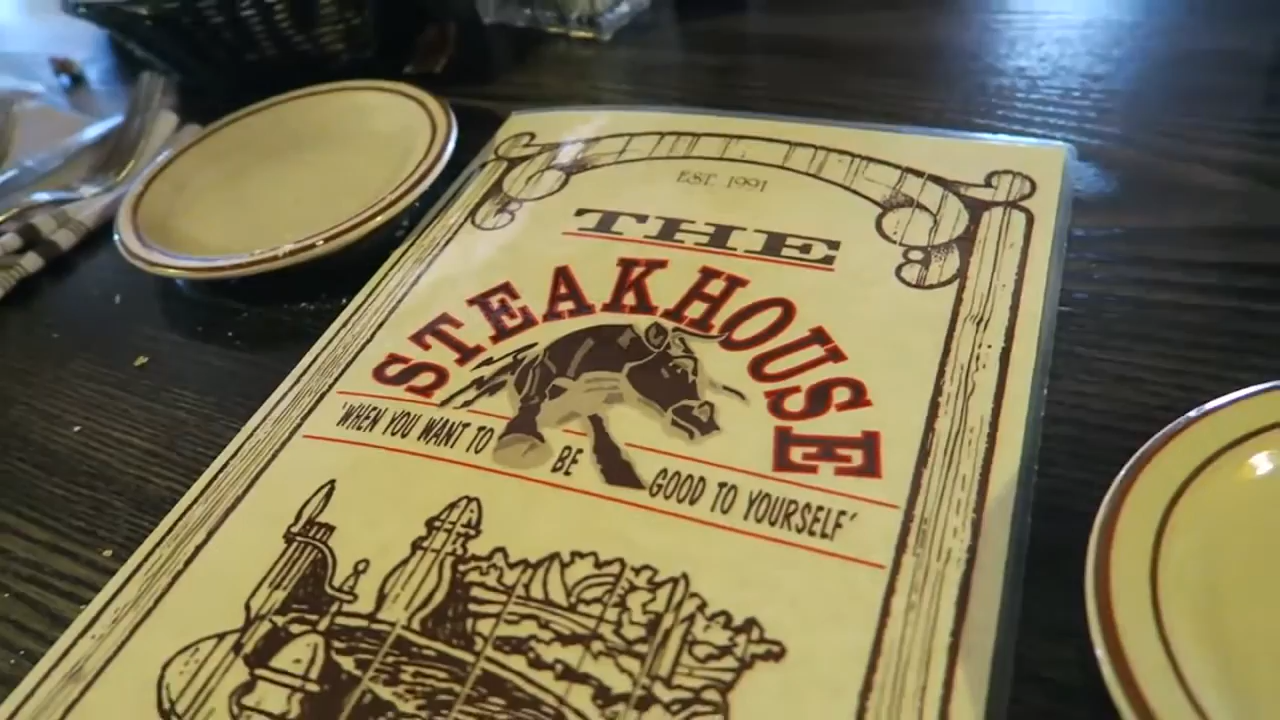 EST. 1991
THE
STEAKHOUSE
'WHEN YOU WANT TO BE GOOD TO YOURSELF'